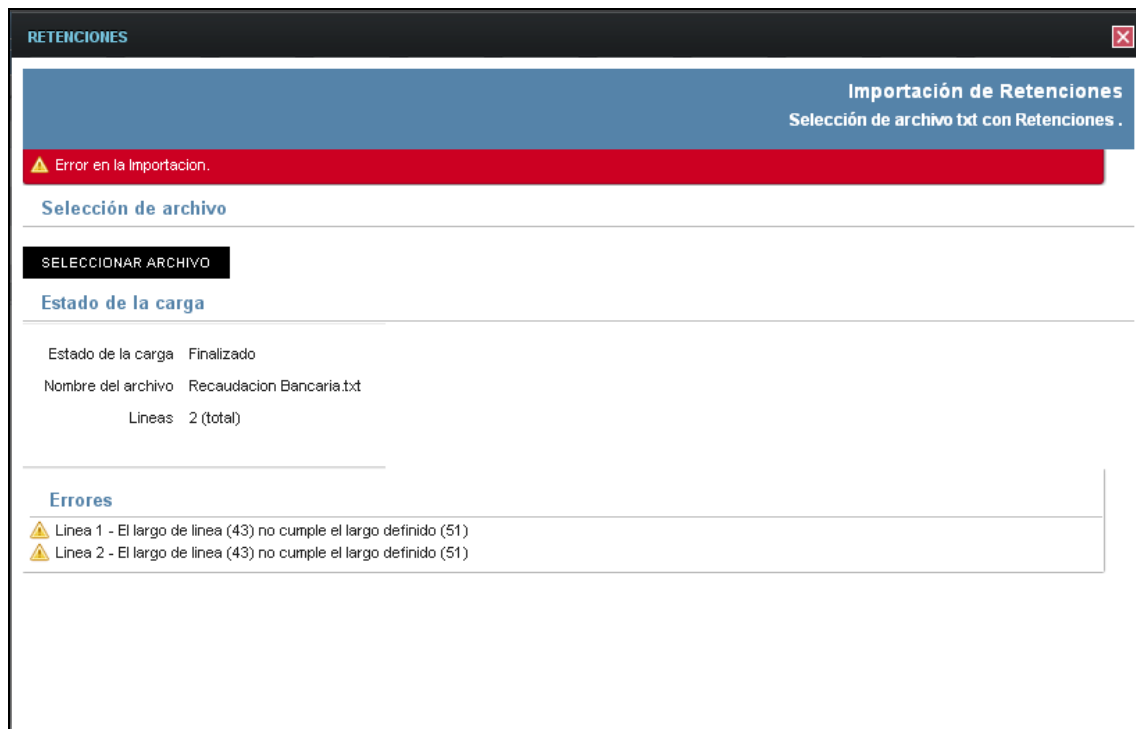 RETENCIONES
Importación de Retenciones
Selección de archivo txt con Retenciones .
Error en la Importacion.
Selección de archivo
SELECCIONAR ARCHIVO
Estado de la carga
Estado de la carga Finalizado
Nombre del archivo Recaudacion Bancaria.txt
Lineas 2 (total)
Errores
Linea 1 - El largo de linea (43) no cumple el largo definido (51)
Linea 2 - El largo de linea (43) no cumple el largo definido (51)